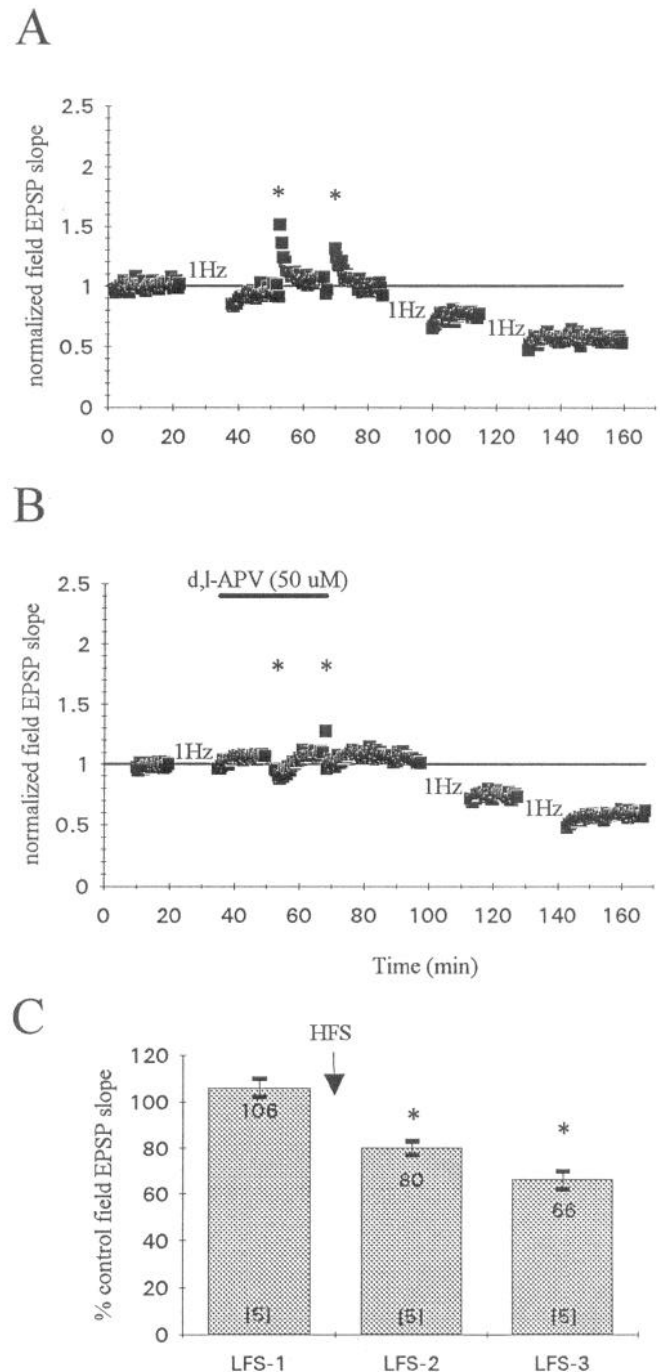 A
normalized field EPSP slope
2.5
2
1.5
1
0.5
0
* *
1Hz 1Hz 1Hz
0 20 40 60 80 100 120 140 160
B
d,l-APV (50 uM)
normalized field EPSP slope
2.5
2
1.5
1
0.5
0
* *
1Hz 1Hz 1Hz
0 20 40 60 80 100 120 140 160
Time (min)
C
HFS
% control field EPSP slope
120
100
80
60
40
20
0
106
* 80
* 66
[5] [5] [5]
LFS-1 LFS-2 LFS-3